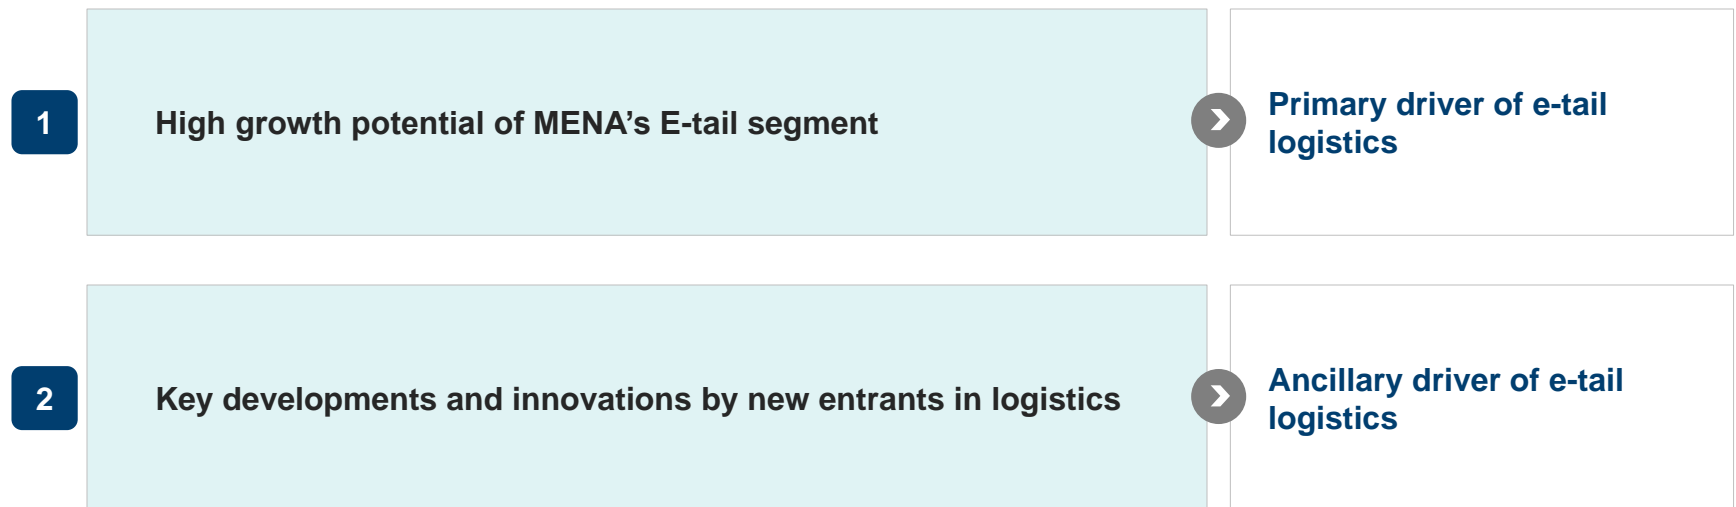 1
High growth potential of MENA’s E-tail segment
Primary driver of e-tail
logistics
2
Key developments and innovations by new entrants in logistics
Ancillary driver of e-tail
logistics